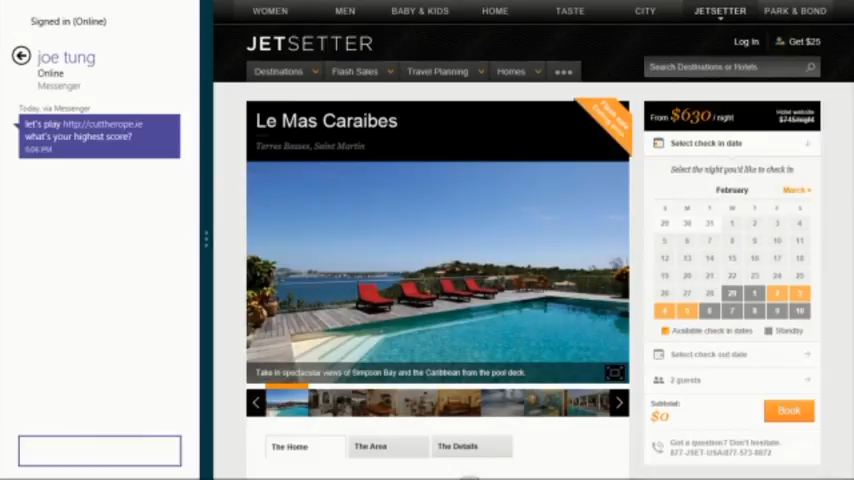 Signed in (Online)
joe tung
Online
Messenger
Today, via Messenger
let's play http://cuttherope.ie
what's your highest score?
5:06 PM
WOMEN MEN BABY & KIDS HOME TASTE CITY JETSETTER PARK & BOND
JETSETTER
Log In Get $25
Destinations Flash Sales Travel Planning Homes
Search Destinations or Hotels
Le Mas Caraibes
Terres Basses, Saint Martin
Take in spectacular views of Simpson Bay and the Caribbean from the pool deck.
The Home The Area The Details
From $630 / night
Hotel website
$745/night
Select check in date
Select the night you'd like to check in
February March »
S M T W T F S
29 30 31 1 2 3 4
5 6 7 8 9 10 11
12 13 14 15 16 17 18
19 20 21 22 23 24 25
26 27 28 29 1 2 3
4 5 6 7 8 9 10
Available check in dates Standby
Select check out date
2 guests
Subtotal:
$0
Book
Got a question? Don't hesitate.
877-JSET-USA/877-573-8872